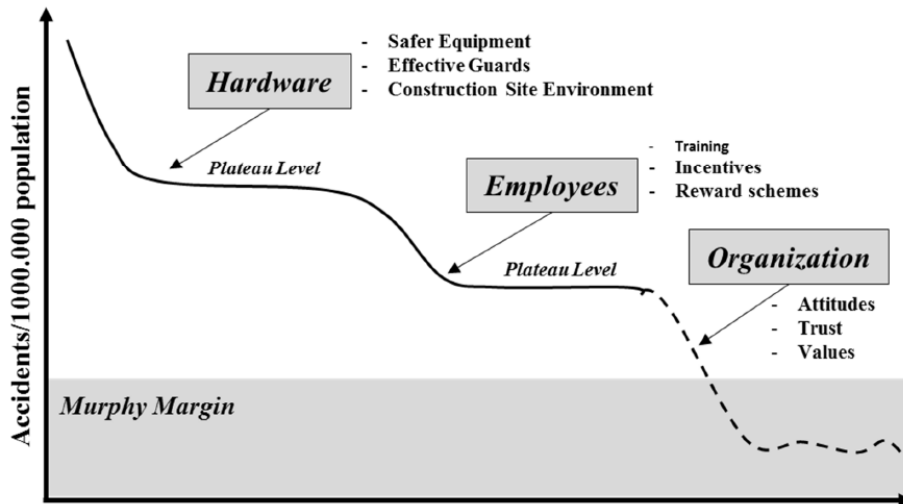 Accidents/1000.000 population
Hardware
- Safer Equipment
- Effective Guards
- Construction Site Environment
Plateau Level
Employees
- Training
- Incentives
- Reward schemes
Plateau Level
Organization
- Attitudes
- Trust
- Values
Murphy Margin